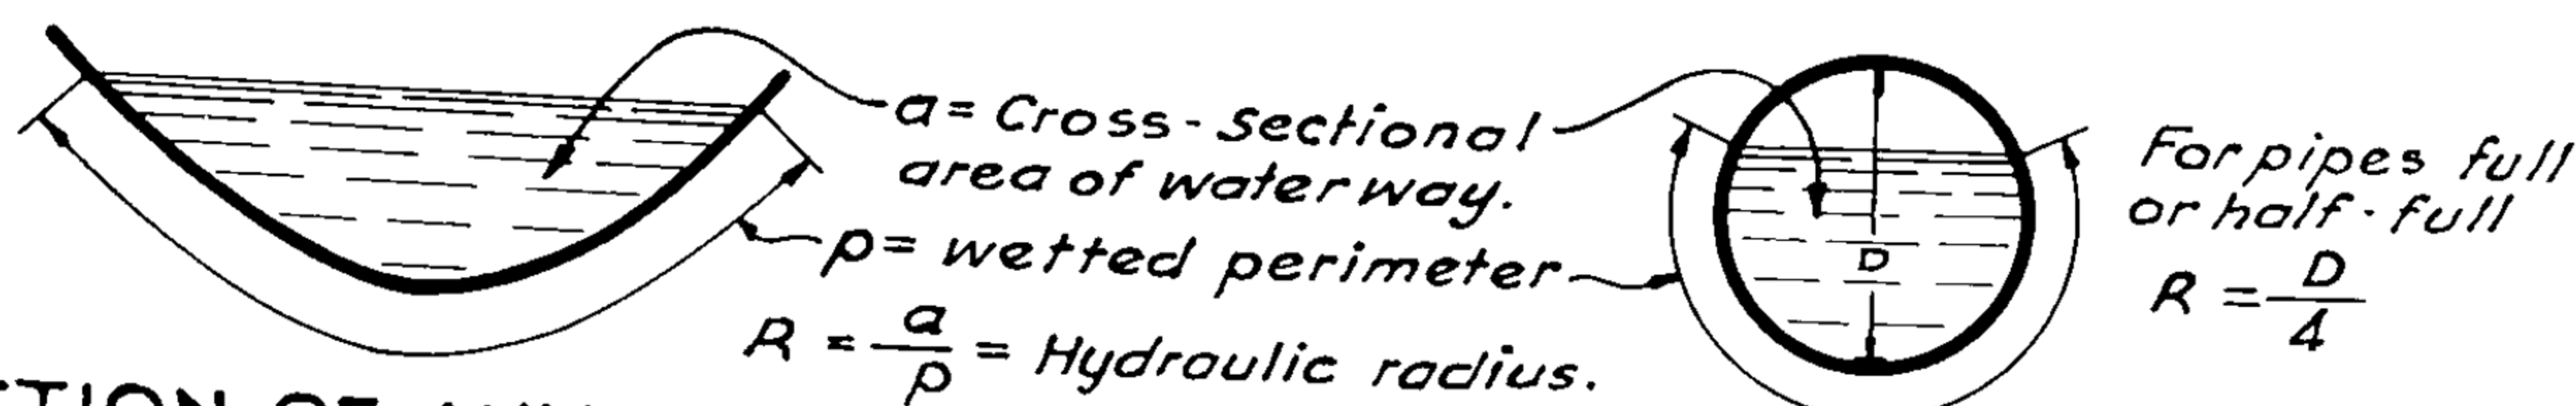 a = Cross-sectional
area of waterway.
p = wetted perimeter
R = a/p = Hydraulic radius.
D
For pipes full
or half-full
R = D/4